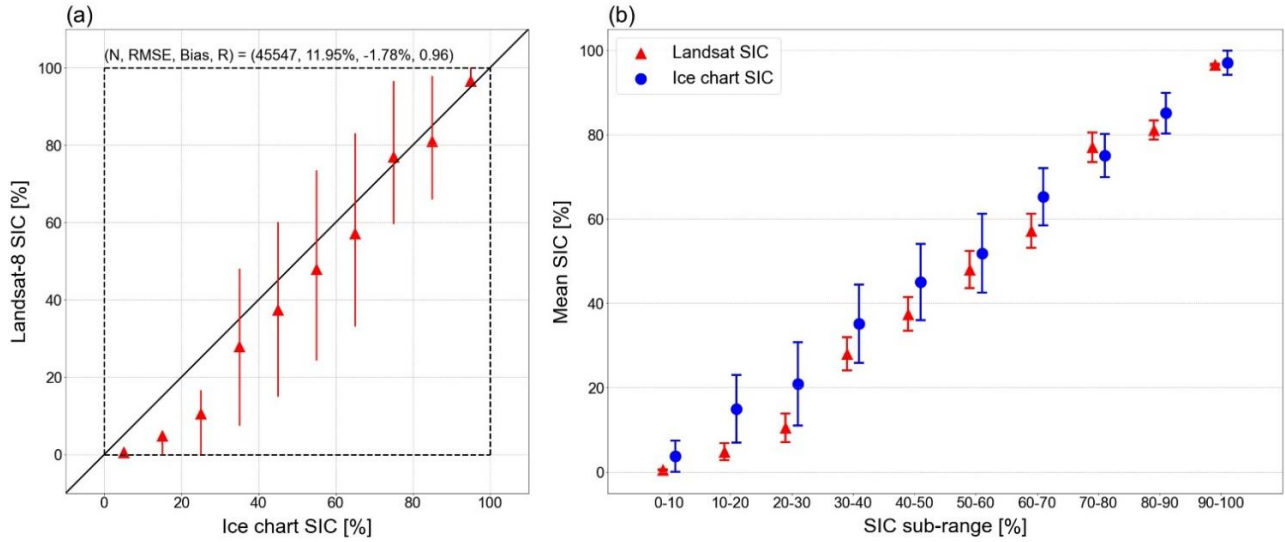 (a)
(N, RMSE, Bias, R) = (45547, 11.95%, -1.78%, 0.96)
Landsat-8 SIC [%]
100
80
60
40
20
0
0 20 40 60 80 100
Ice chart SIC [%]
(b)
Landsat SIC
Ice chart SIC
Mean SIC [%]
100
80
60
40
20
0
0-10 10-20 20-30 30-40 40-50 50-60 60-70 70-80 80-90 90-100
SIC sub-range [%]